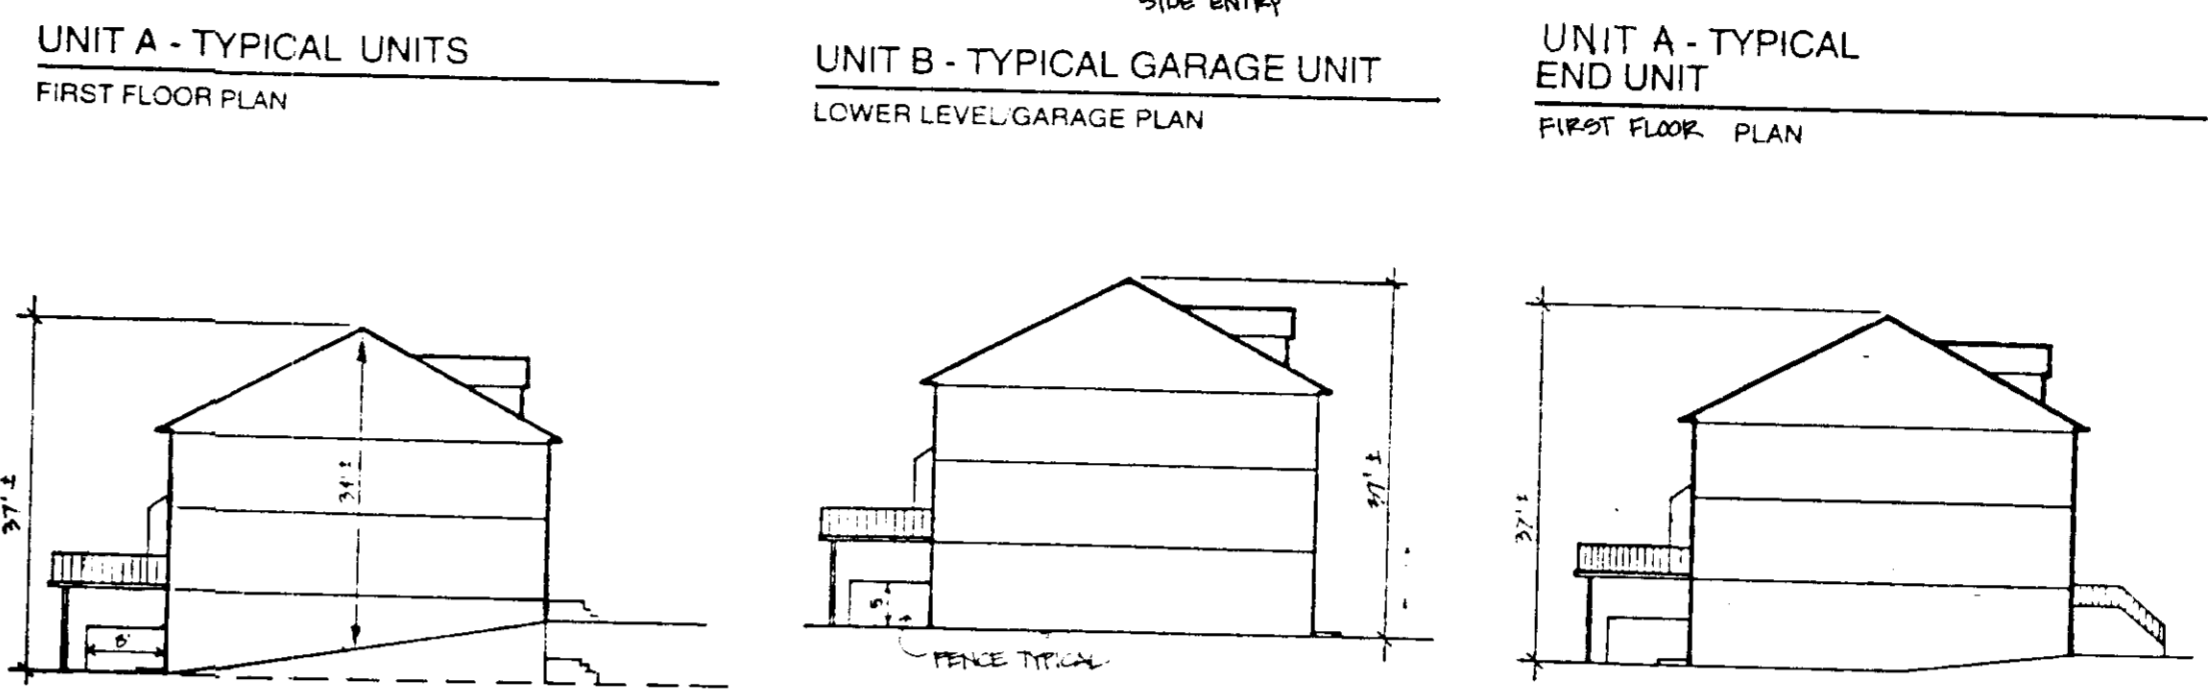 SIDE ENTRY
UNIT A - TYPICAL UNITS
FIRST FLOOR PLAN
UNIT B - TYPICAL GARAGE UNIT
LOWER LEVEL/GARAGE PLAN
UNIT A - TYPICAL
END UNIT
FIRST FLOOR PLAN
37' ±
34' ±
8'
5'
FENCE TYPICAL
37' ±
37' ±